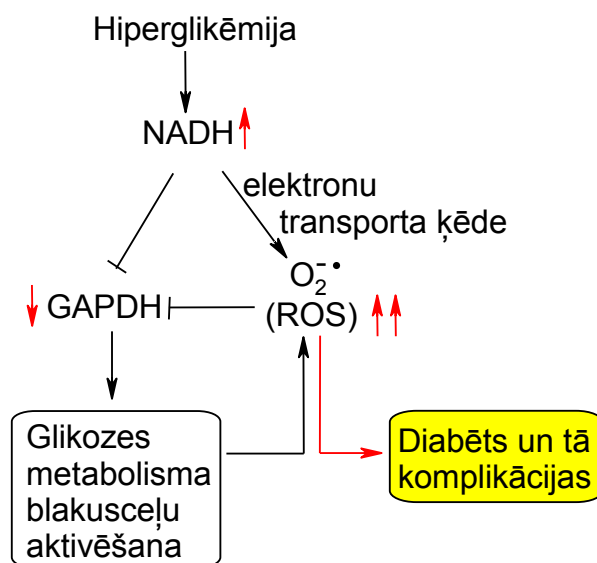 Hiperglikēmija
NADH
elektronu
transporta ķēde
O₂⁻•
GAPDH
(ROS)
Glikozes
metabolisma
blakusceļu
aktivēšana
Diabēts un tā
komplikācijas